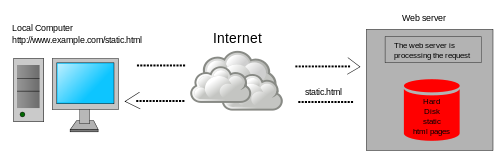 Local Computer
http://www.example.com/static.html
Internet
static.html
Web server
The web server is
processing the request
Hard
Disk
static
html pages